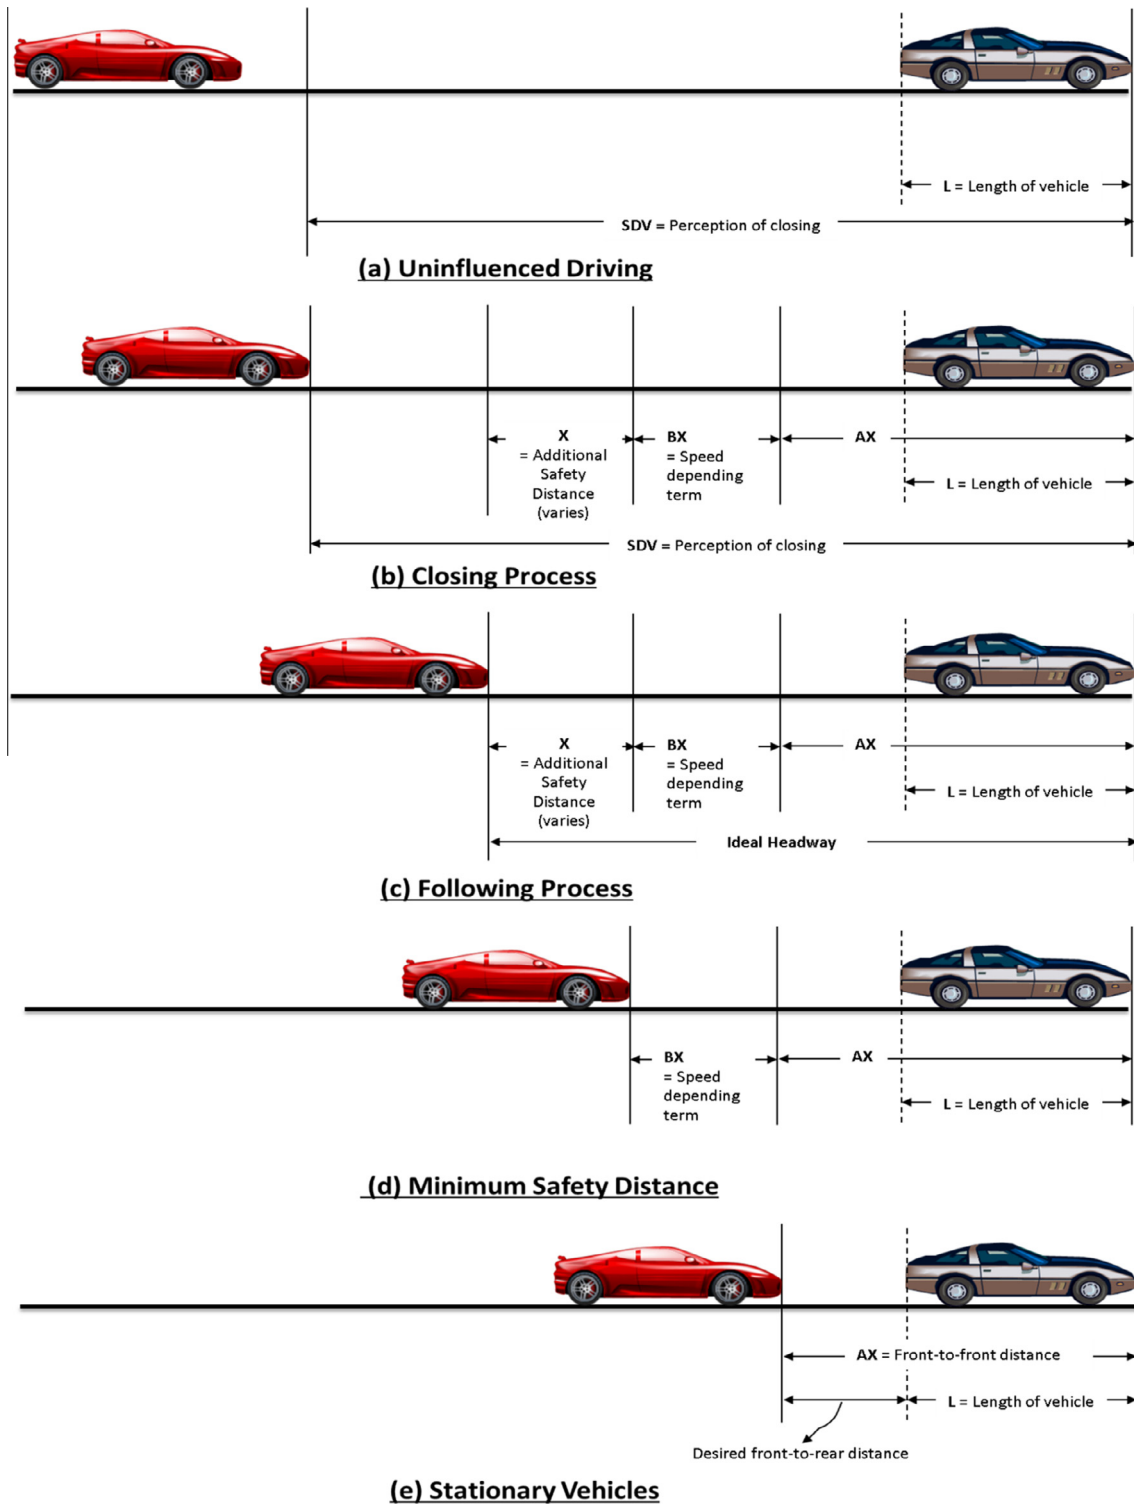 L = Length of vehicle
SDV = Perception of closing
(a) Uninfluenced Driving
X
= Additional
Safety
Distance
(varies)
BX
= Speed
depending
term
AX
L = Length of vehicle
SDV = Perception of closing
(b) Closing Process
X
= Additional
Safety
Distance
(varies)
BX
= Speed
depending
term
AX
L = Length of vehicle
Ideal Headway
(c) Following Process
BX
= Speed
depending
term
AX
L = Length of vehicle
(d) Minimum Safety Distance
AX = Front-to-front distance
L = Length of vehicle
Desired front-to-rear distance
(e) Stationary Vehicles